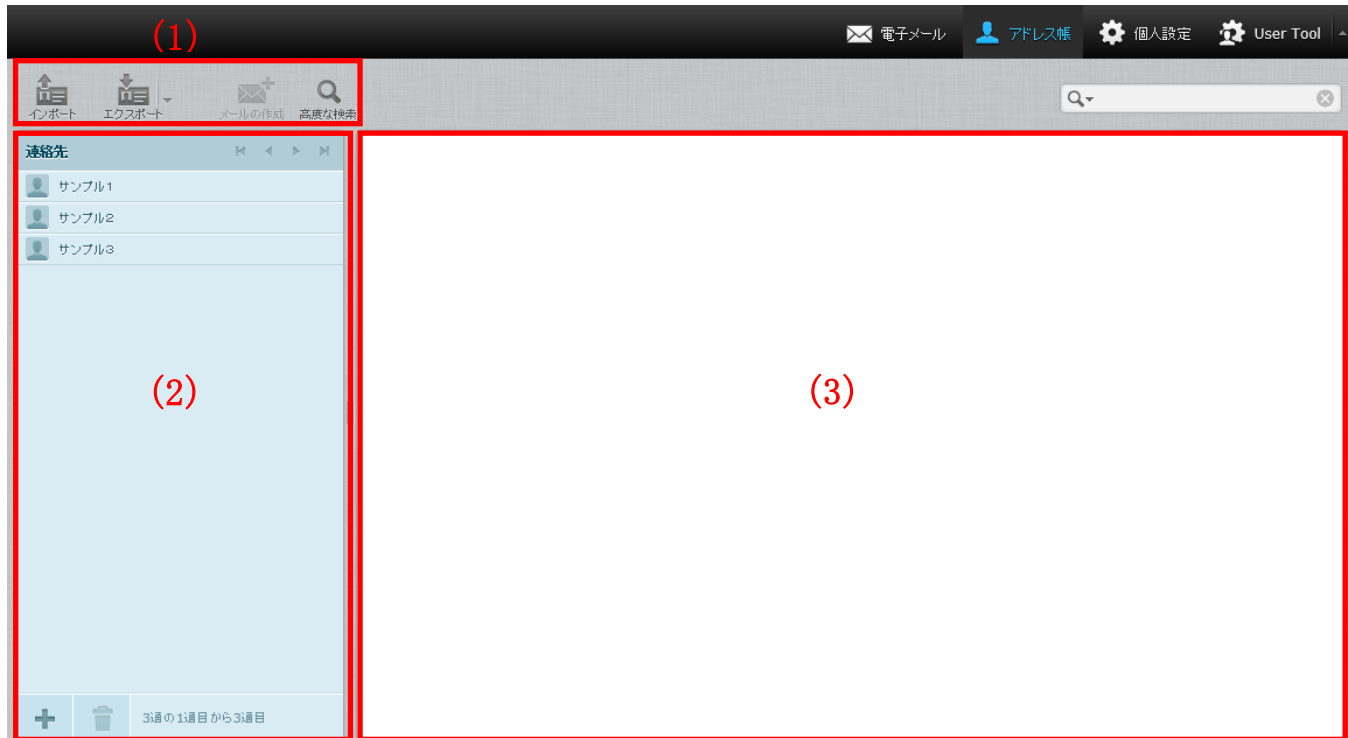 (1)
電子メール アドレス帳 個人設定 User Tool
インポート エクスポート メールの作成 高度な検索
連絡先
サンプル1
サンプル2
サンプル3
(2) (3)
3通の1通目から3通目